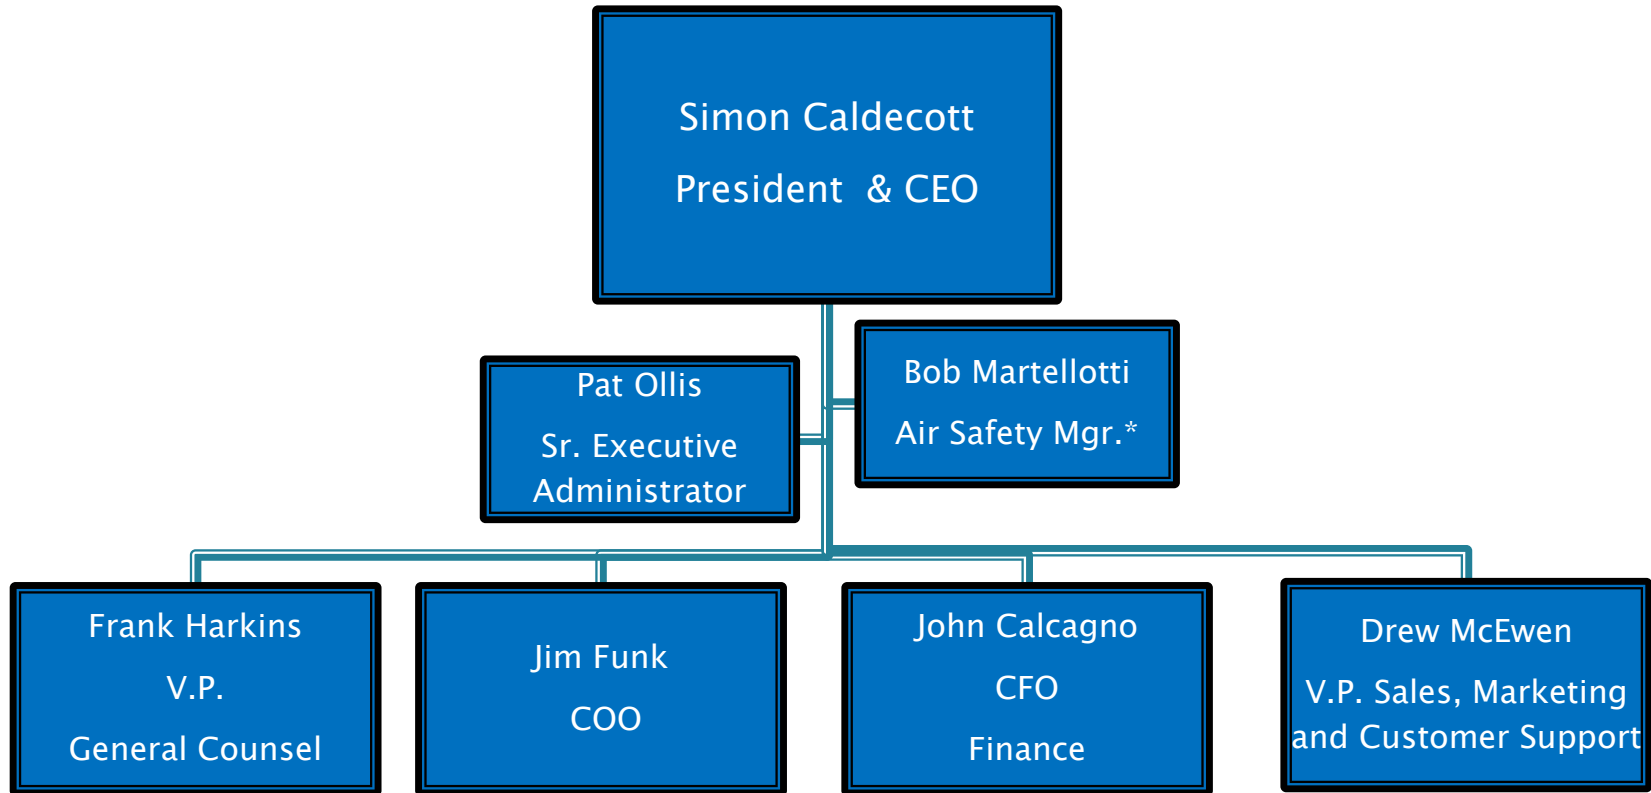 Simon Caldecott
President  & CEO
Bob Martellotti
Air Safety Mgr.*
Pat Ollis
Sr. Executive
Administrator
Frank Harkins
V.P.
General Counsel
Jim Funk
COO
John Calcagno
CFO
Finance
Drew McEwen
V.P. Sales, Marketing
and Customer Support